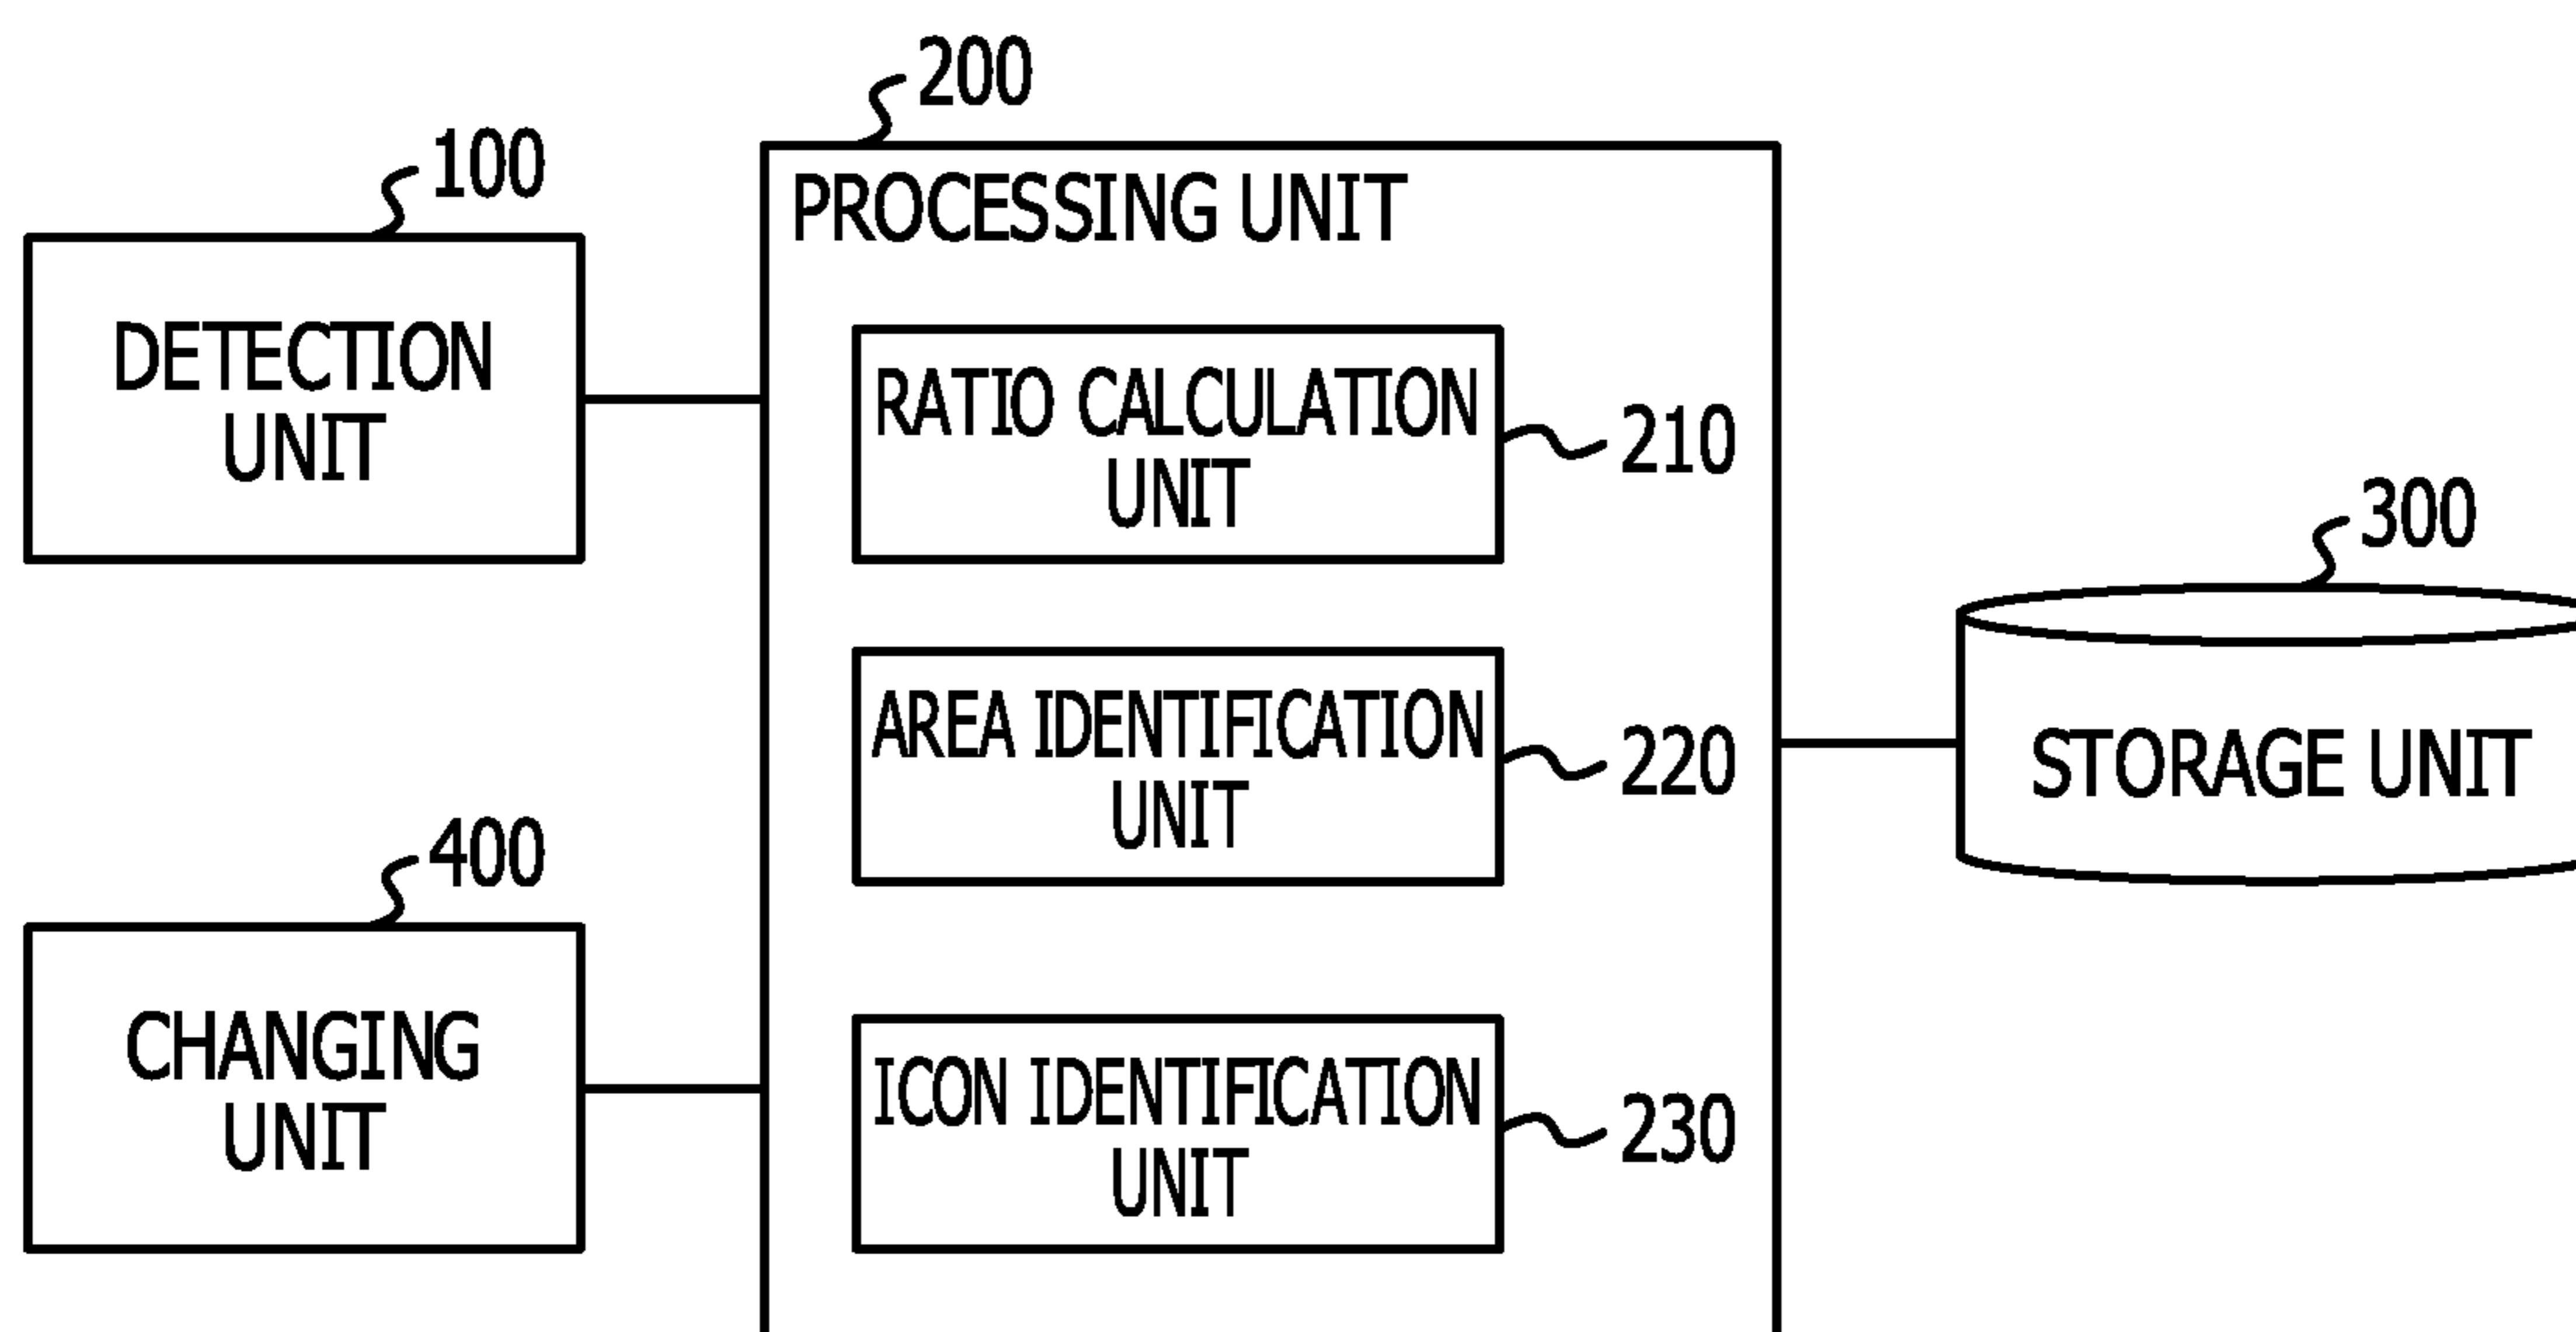 200
100
PROCESSING UNIT
DETECTION
UNIT
RATIO CALCULATION
UNIT
210
300
AREA IDENTIFICATION
UNIT
220
STORAGE UNIT
400
CHANGING
UNIT
ICON IDENTIFICATION
UNIT
230